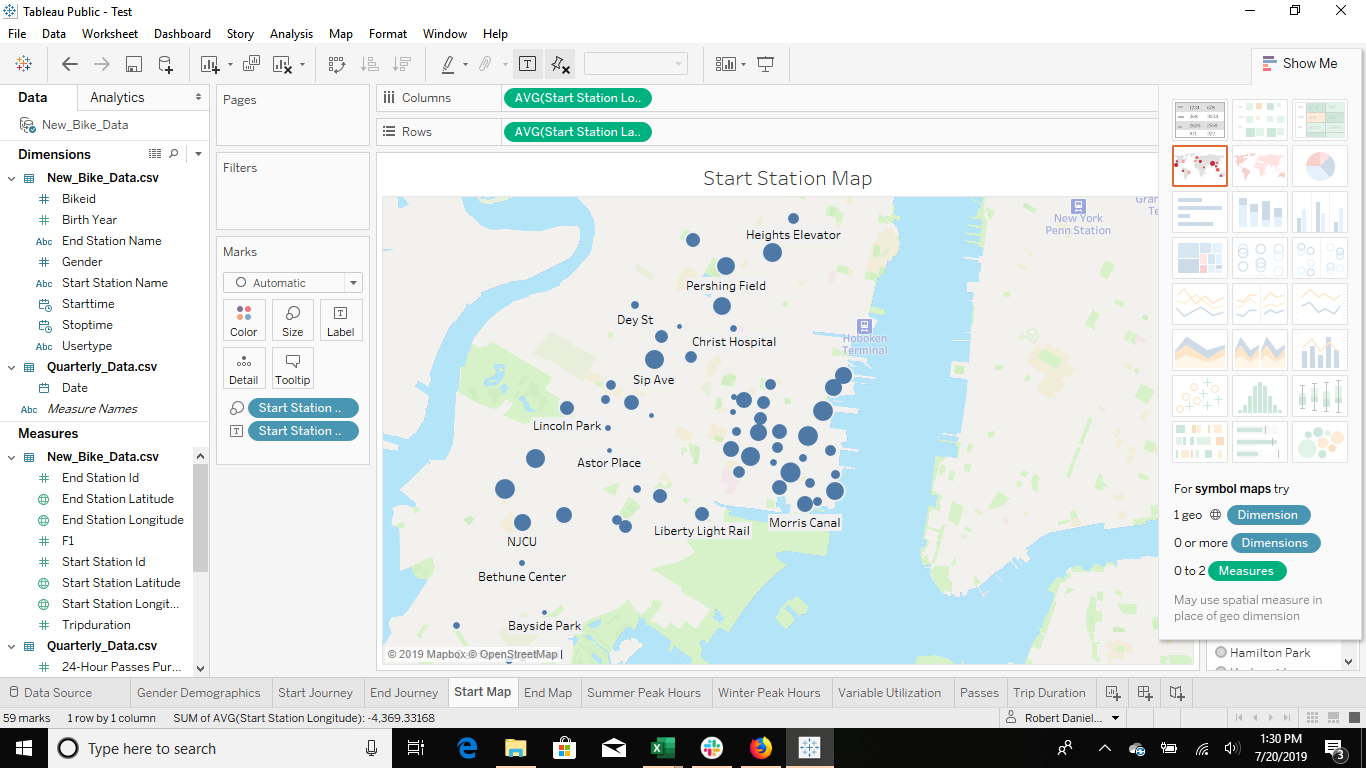 Tableau Public - Test
File Data Worksheet Dashboard Story Analysis Map Format Window Help
Show Me
Data Analytics
New_Bike_Data
Dimensions
New_Bike_Data.csv
Bikeid
Birth Year
Abc End Station Name
Gender
Abc Start Station Name
Starttime
Stoptime
Abc Usertype
Quarterly_Data.csv
Date
Abc Measure Names
Measures
New_Bike_Data.csv
End Station Id
End Station Latitude
End Station Longitude
F1
Start Station Id
Start Station Latitude
Start Station Longit...
Tripduration
Quarterly_Data.csv
24-Hour Passes Pur...
Pages
Filters
Marks
Automatic
Color Size Label
Detail Tooltip
Start Station ..
Start Station ..
Columns AVG(Start Station Lo..
Rows AVG(Start Station La..
Start Station Map
New York
Penn Station
Heights Elevator
Pershing Field
Dey St
Christ Hospital
Hoboken
Terminal
Sip Ave
Lincoln Park
Astor Place
Morris Canal
Liberty Light Rail
NJCU
Bethune Center
Bayside Park
© 2019 Mapbox © OpenStreetMap
For symbol maps try
1 geo Dimension
0 or more Dimensions
0 to 2 Measures
May use spatial measure in
place of geo dimension
Hamilton Park
Data Source Gender Demographics Start Journey End Journey Start Map End Map Summer Peak Hours Winter Peak Hours Variable Utilization Passes Trip Duration
59 marks 1 row by 1 column SUM of AVG(Start Station Longitude): -4,369.33168 Robert Daniel...
Type here to search
1:30 PM
7/20/2019
3